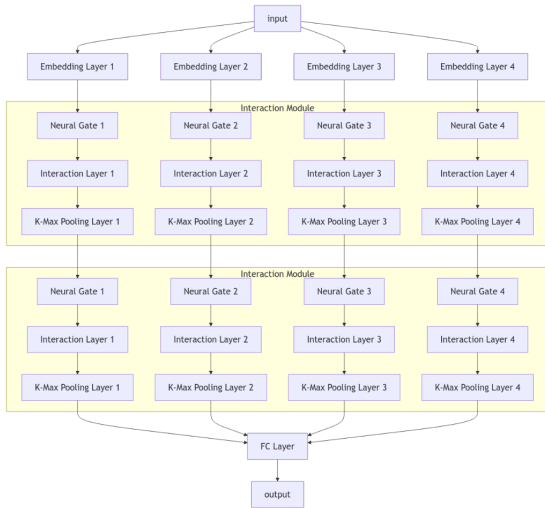 input
Embedding Layer 1
Embedding Layer 2
Embedding Layer 3
Embedding Layer 4
Interaction Module
Neural Gate 1
Neural Gate 2
Neural Gate 3
Neural Gate 4
Interaction Layer 1
Interaction Layer 2
Interaction Layer 3
Interaction Layer 4
K-Max Pooling Layer 1
K-Max Pooling Layer 2
K-Max Pooling Layer 3
K-Max Pooling Layer 4
Interaction Module
Neural Gate 1
Neural Gate 2
Neural Gate 3
Neural Gate 4
Interaction Layer 1
Interaction Layer 2
Interaction Layer 3
Interaction Layer 4
K-Max Pooling Layer 1
K-Max Pooling Layer 2
K-Max Pooling Layer 3
K-Max Pooling Layer 4
FC Layer
output